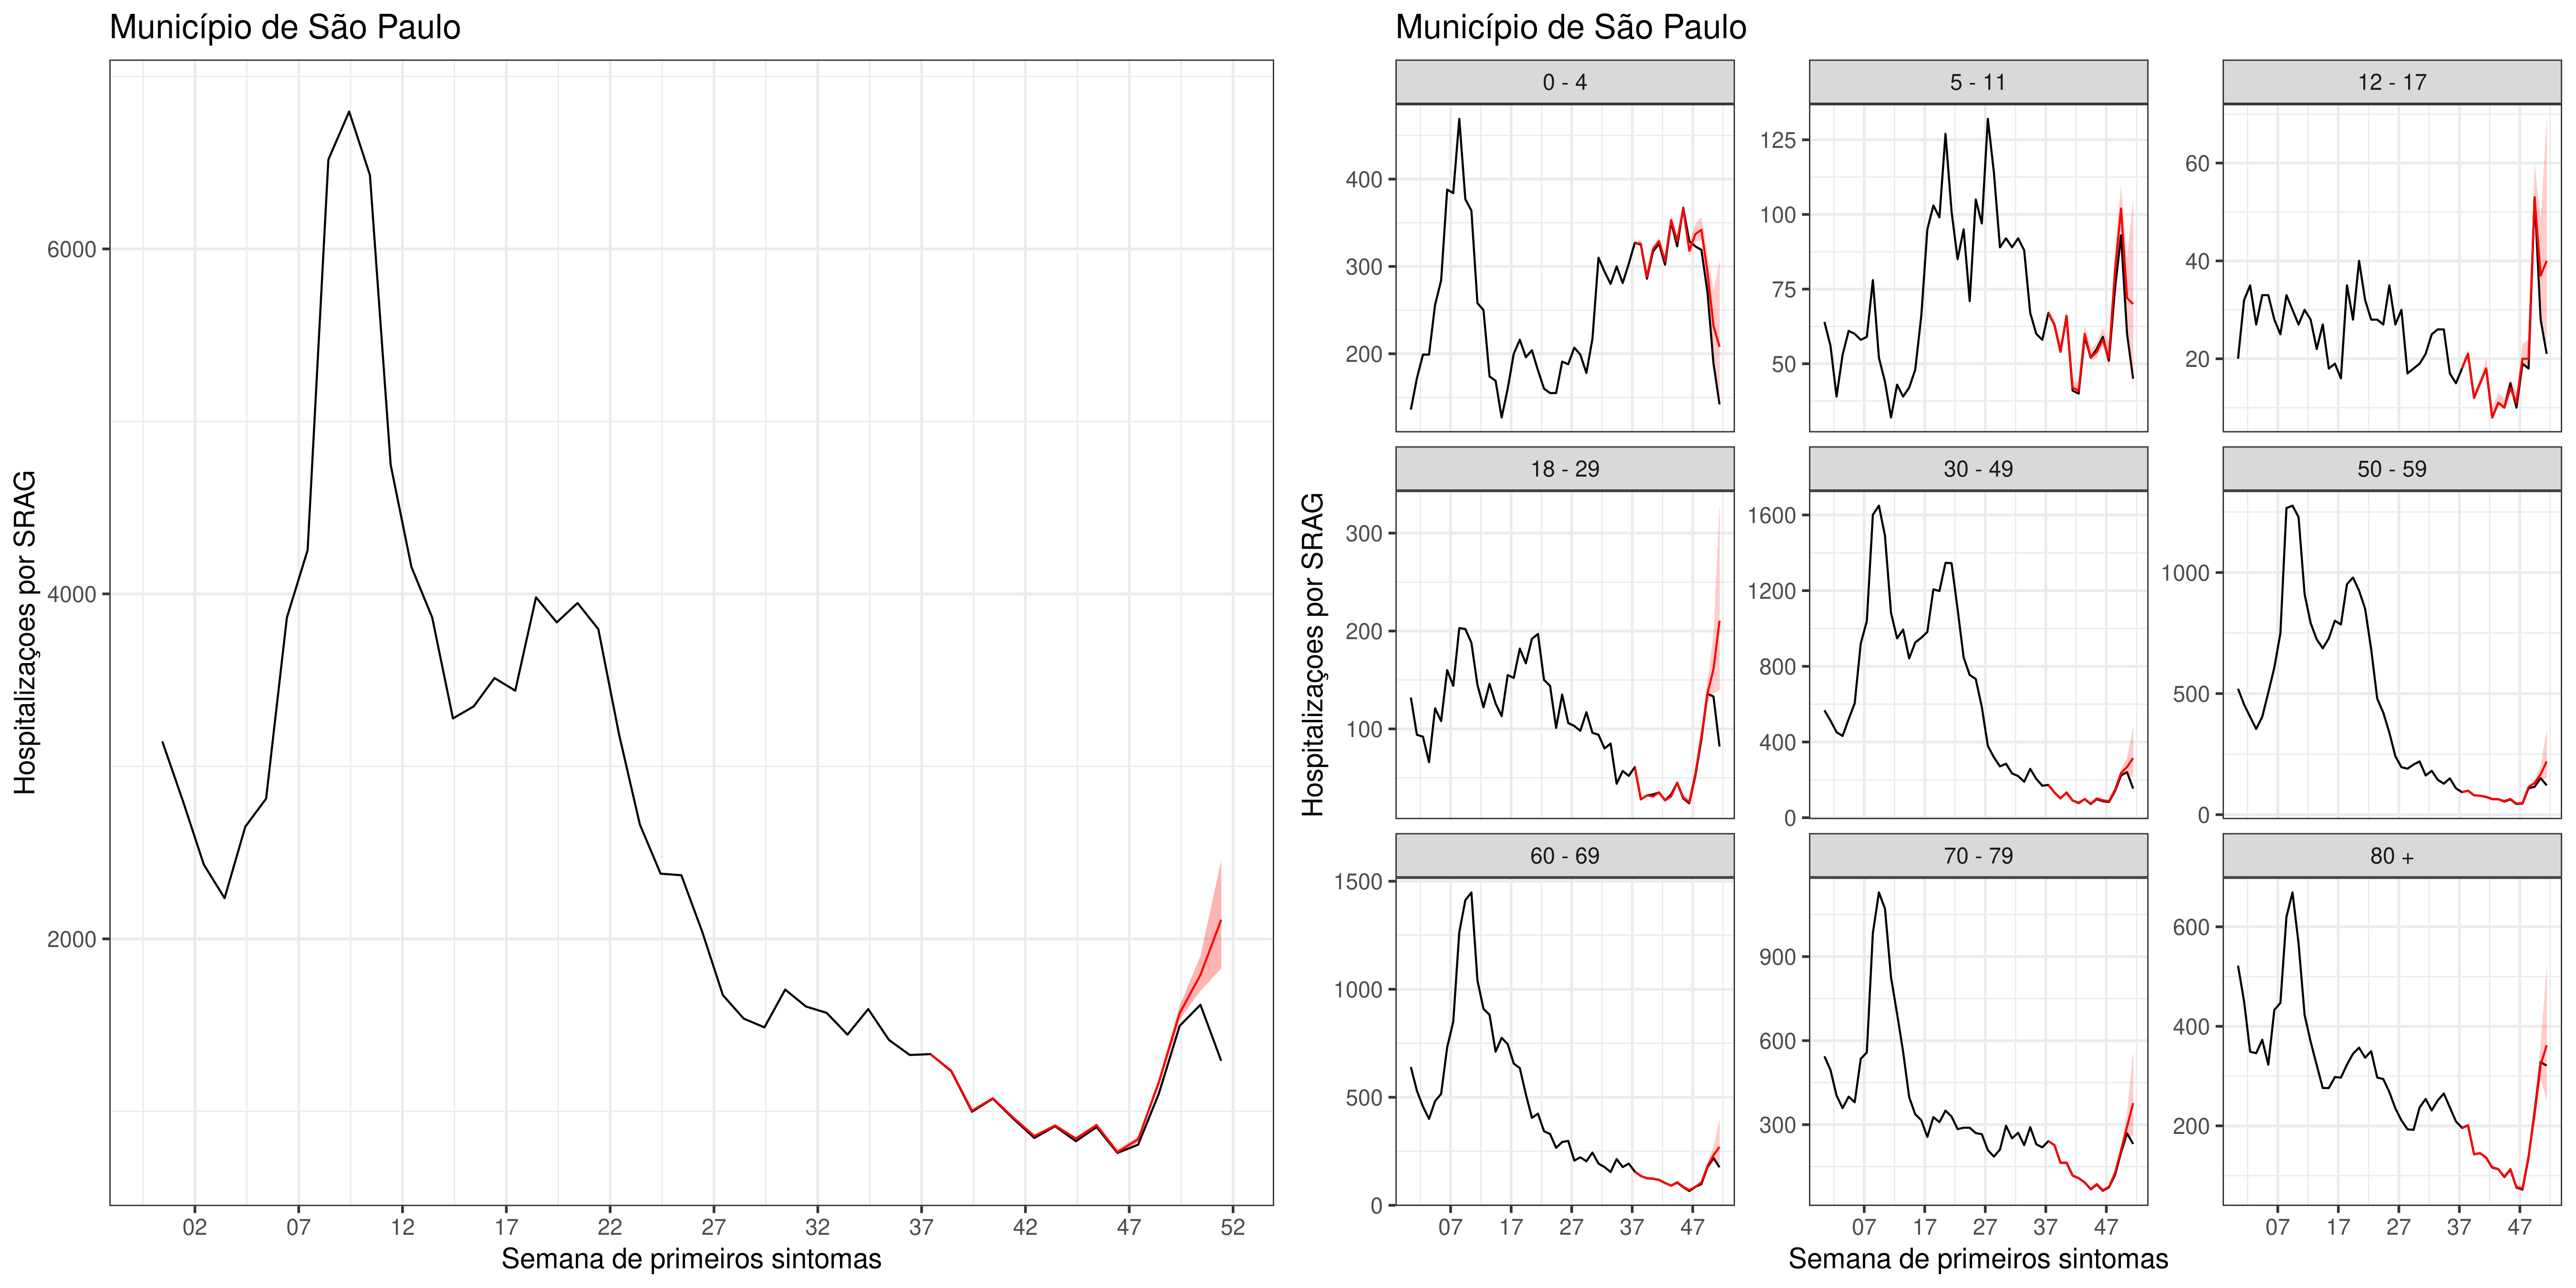 Município de São Paulo
Hospitalizaçoes por SRAG
6000
4000
2000
02 07 12 17 22 27 32 37 42 47 52
Semana de primeiros sintomas
Município de São Paulo
Hospitalizaçoes por SRAG
0 - 4
400
300
200
5 - 11
125
100
75
50
12 - 17
60
40
20
18 - 29
300
200
100
30 - 49
1600
1200
800
400
0
50 - 59
1000
500
0
60 - 69
1500
1000
500
0
70 - 79
900
600
300
80 +
600
400
200
07 17 27 37 47
07 17 27 37 47
07 17 27 37 47
Semana de primeiros sintomas